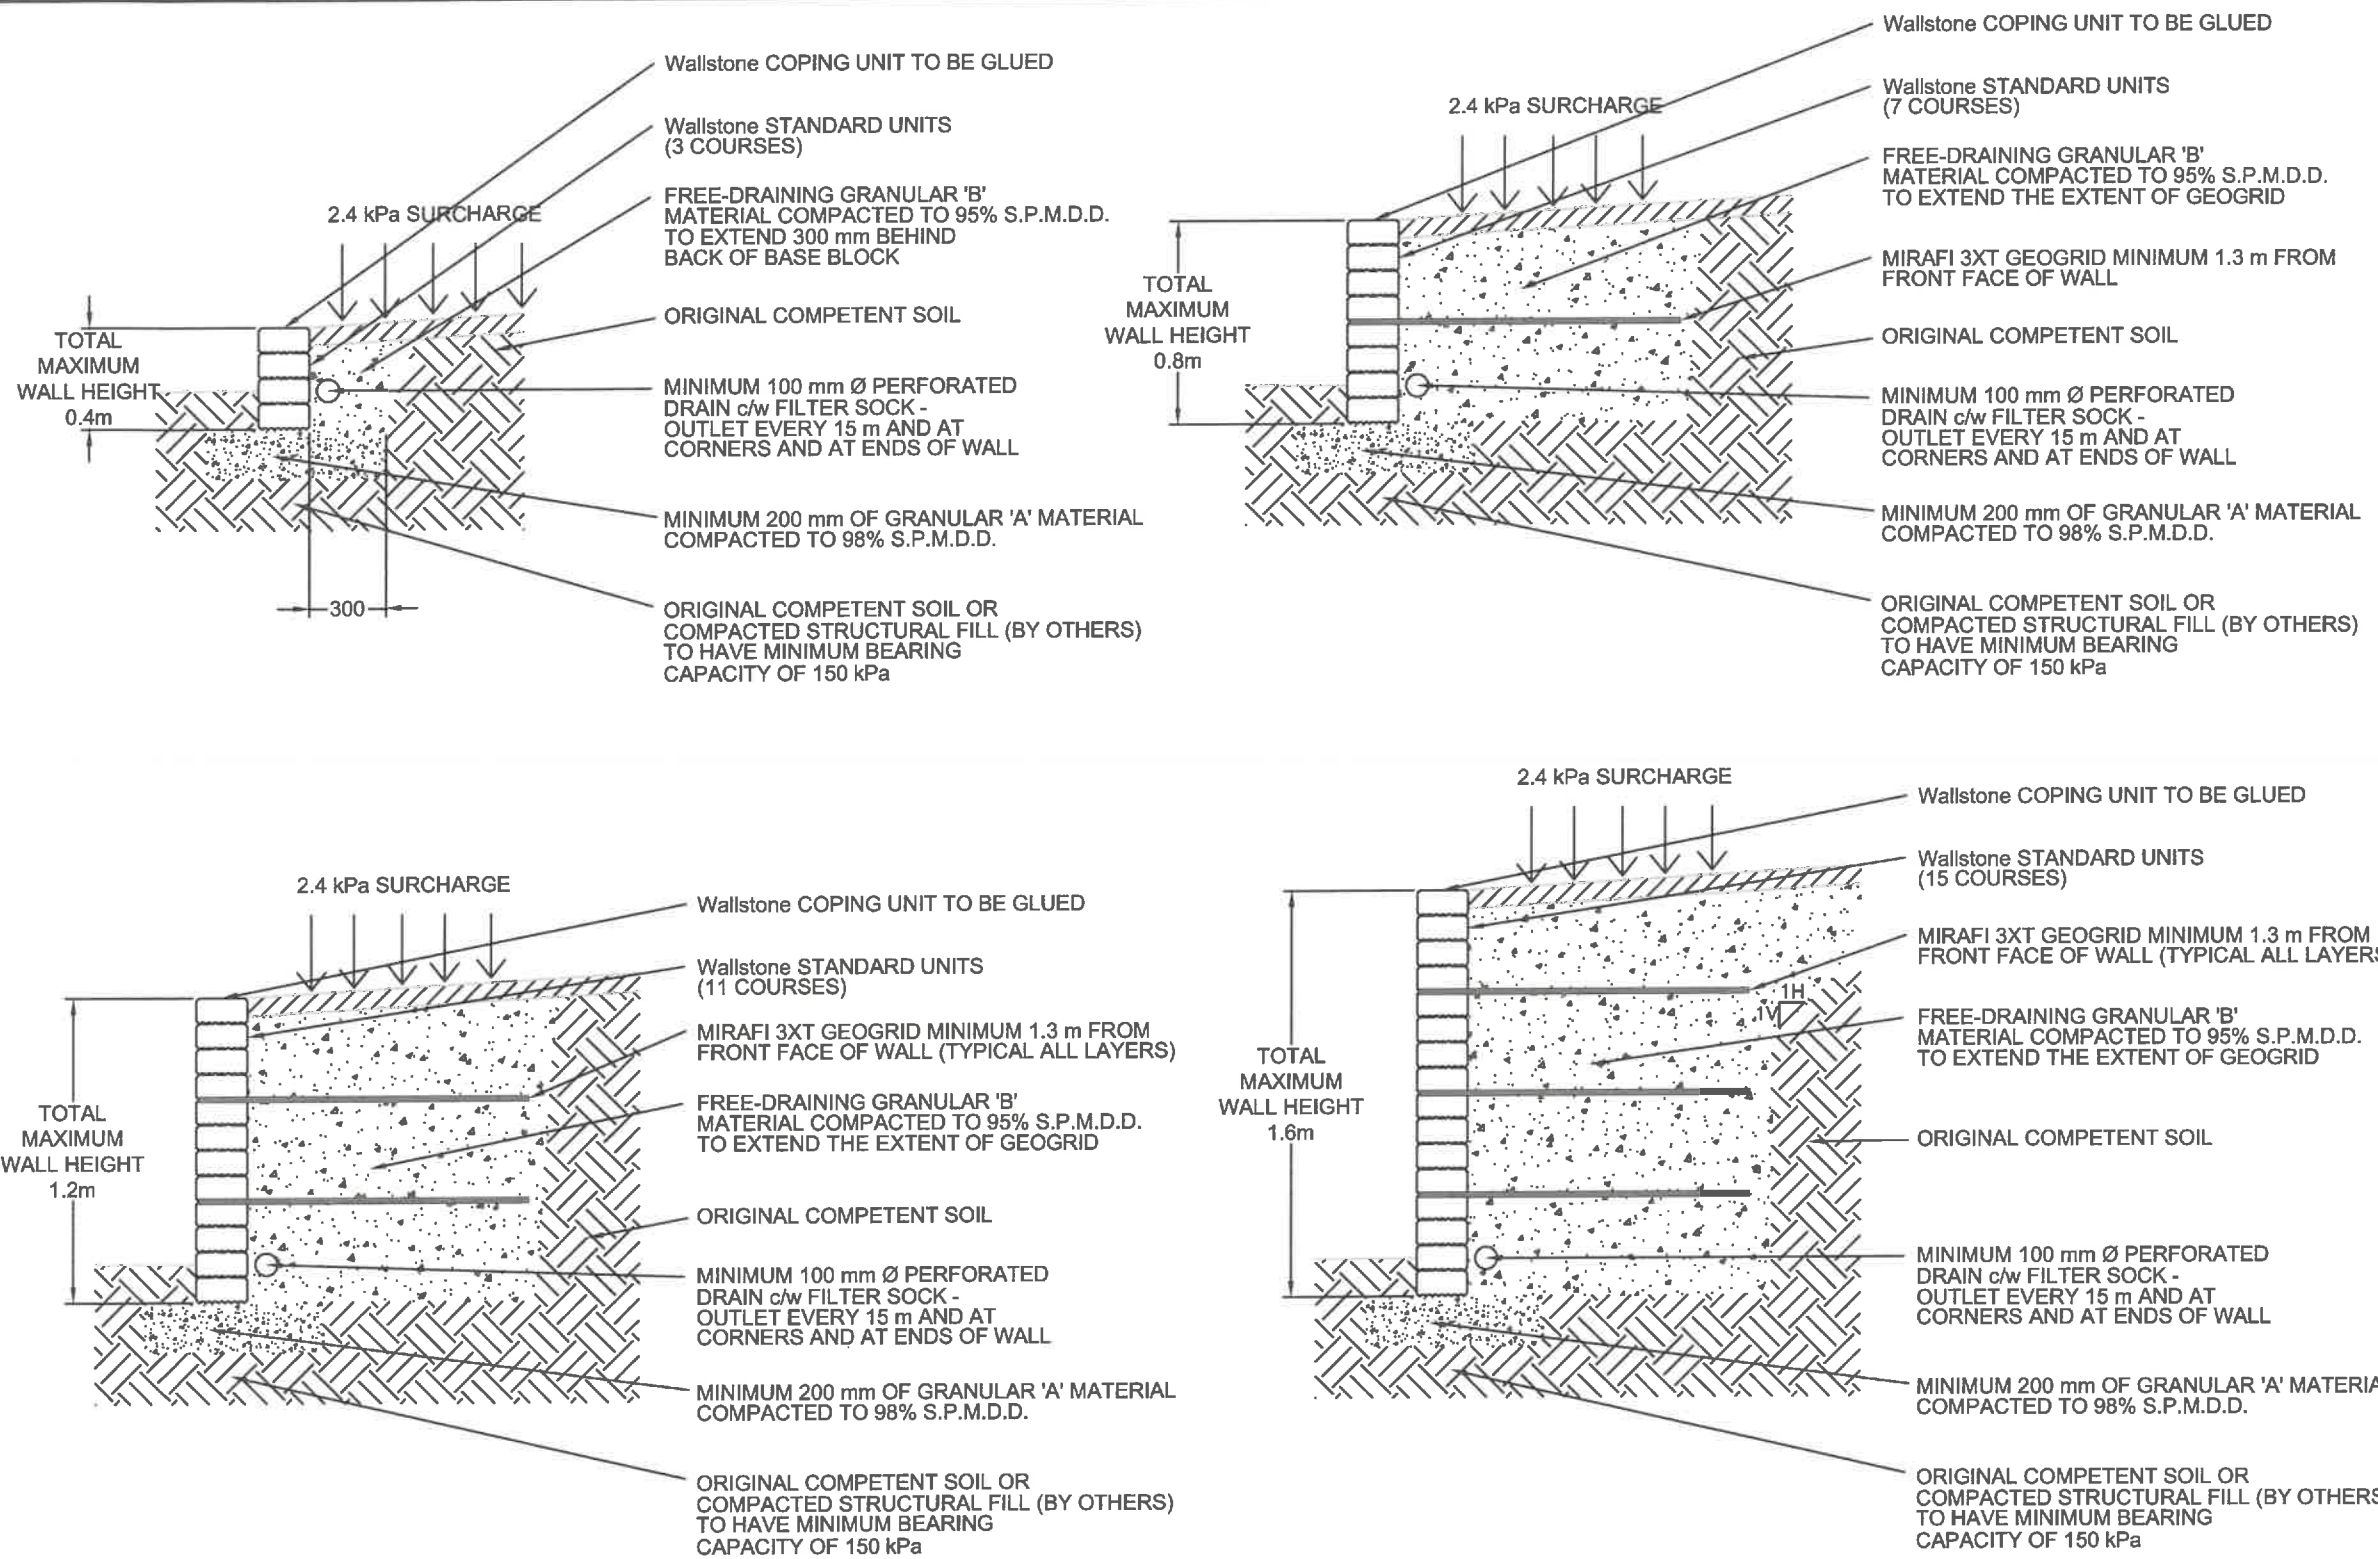 Wallstone COPING UNIT TO BE GLUED
Wallstone STANDARD UNITS
(3 COURSES)
2.4 kPa SURCHARGE
FREE-DRAINING GRANULAR 'B'
MATERIAL COMPACTED TO 95% S.P.M.D.D.
TO EXTEND 300 mm BEHIND
BACK OF BASE BLOCK
ORIGINAL COMPETENT SOIL
TOTAL
MAXIMUM
WALL HEIGHT
0.4m
MINIMUM 100 mm Ø PERFORATED
DRAIN c/w FILTER SOCK -
OUTLET EVERY 15 m AND AT
CORNERS AND AT ENDS OF WALL
MINIMUM 200 mm OF GRANULAR 'A' MATERIAL
COMPACTED TO 98% S.P.M.D.D.
300
ORIGINAL COMPETENT SOIL OR
COMPACTED STRUCTURAL FILL (BY OTHERS)
TO HAVE MINIMUM BEARING
CAPACITY OF 150 kPa
Wallstone COPING UNIT TO BE GLUED
Wallstone STANDARD UNITS
(7 COURSES)
2.4 kPa SURCHARGE
FREE-DRAINING GRANULAR 'B'
MATERIAL COMPACTED TO 95% S.P.M.D.D.
TO EXTEND THE EXTENT OF GEOGRID
MIRAFI 3XT GEOGRID MINIMUM 1.3 m FROM
FRONT FACE OF WALL
TOTAL
MAXIMUM
WALL HEIGHT
0.8m
ORIGINAL COMPETENT SOIL
MINIMUM 100 mm Ø PERFORATED
DRAIN c/w FILTER SOCK -
OUTLET EVERY 15 m AND AT
CORNERS AND AT ENDS OF WALL
MINIMUM 200 mm OF GRANULAR 'A' MATERIAL
COMPACTED TO 98% S.P.M.D.D.
ORIGINAL COMPETENT SOIL OR
COMPACTED STRUCTURAL FILL (BY OTHERS)
TO HAVE MINIMUM BEARING
CAPACITY OF 150 kPa
2.4 kPa SURCHARGE
Wallstone COPING UNIT TO BE GLUED
Wallstone STANDARD UNITS
(11 COURSES)
MIRAFI 3XT GEOGRID MINIMUM 1.3 m FROM
FRONT FACE OF WALL (TYPICAL ALL LAYERS)
FREE-DRAINING GRANULAR 'B'
MATERIAL COMPACTED TO 95% S.P.M.D.D.
TO EXTEND THE EXTENT OF GEOGRID
TOTAL
MAXIMUM
WALL HEIGHT
1.2m
ORIGINAL COMPETENT SOIL
MINIMUM 100 mm Ø PERFORATED
DRAIN c/w FILTER SOCK -
OUTLET EVERY 15 m AND AT
CORNERS AND AT ENDS OF WALL
MINIMUM 200 mm OF GRANULAR 'A' MATERIAL
COMPACTED TO 98% S.P.M.D.D.
ORIGINAL COMPETENT SOIL OR
COMPACTED STRUCTURAL FILL (BY OTHERS)
TO HAVE MINIMUM BEARING
CAPACITY OF 150 kPa
2.4 kPa SURCHARGE
Wallstone COPING UNIT TO BE GLUED
Wallstone STANDARD UNITS
(15 COURSES)
MIRAFI 3XT GEOGRID MINIMUM 1.3 m FROM
FRONT FACE OF WALL (TYPICAL ALL LAYERS
1H
1V
FREE-DRAINING GRANULAR 'B'
MATERIAL COMPACTED TO 95% S.P.M.D.D.
TO EXTEND THE EXTENT OF GEOGRID
TOTAL
MAXIMUM
WALL HEIGHT
1.6m
ORIGINAL COMPETENT SOIL
MINIMUM 100 mm Ø PERFORATED
DRAIN c/w FILTER SOCK -
OUTLET EVERY 15 m AND AT
CORNERS AND AT ENDS OF WALL
MINIMUM 200 mm OF GRANULAR 'A' MATERIA
COMPACTED TO 98% S.P.M.D.D.
ORIGINAL COMPETENT SOIL OR
COMPACTED STRUCTURAL FILL (BY OTHERS
TO HAVE MINIMUM BEARING
CAPACITY OF 150 kPa